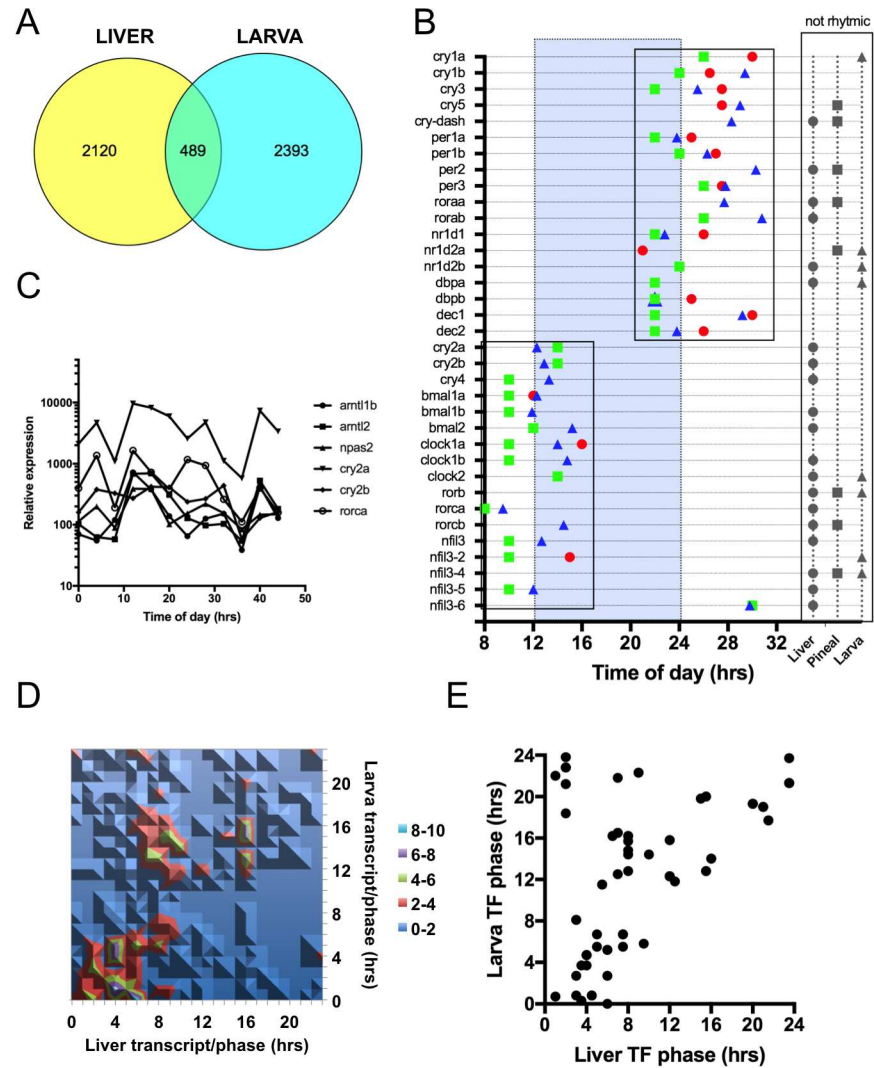 A
LIVER
LARVA
2120
489
2393
B
not rhytmic
cry1a
cry1b
cry3
cry5
cry-dash
per1a
per1b
per2
per3
roraa
rorab
nr1d1
nr1d2a
nr1d2b
dbpa
dbpb
dec1
dec2
cry2a
cry2b
cry4
bmal1a
bmal1b
bmal2
clock1a
clock1b
clock2
rorb
rorca
rorcb
nfil3
nfil3-2
nfil3-4
nfil3-5
nfil3-6
8 12 16 20 24 28 32
Time of day (hrs)
Liver
Pineal
Larva
C
Relative expression
10000
1000
100
10
0 10 20 30 40 50
Time of day (hrs)
arntl1b
arntl2
npas2
cry2a
cry2b
rorca
D
Larva transcript/phase (hrs)
20
16
12
8
4
0
0 4 8 12 16 20
Liver transcript/phase (hrs)
8-10
6-8
4-6
2-4
0-2
E
Larva TF phase (hrs)
24
20
16
12
8
4
0
0 4 8 12 16 20 24
Liver TF phase (hrs)